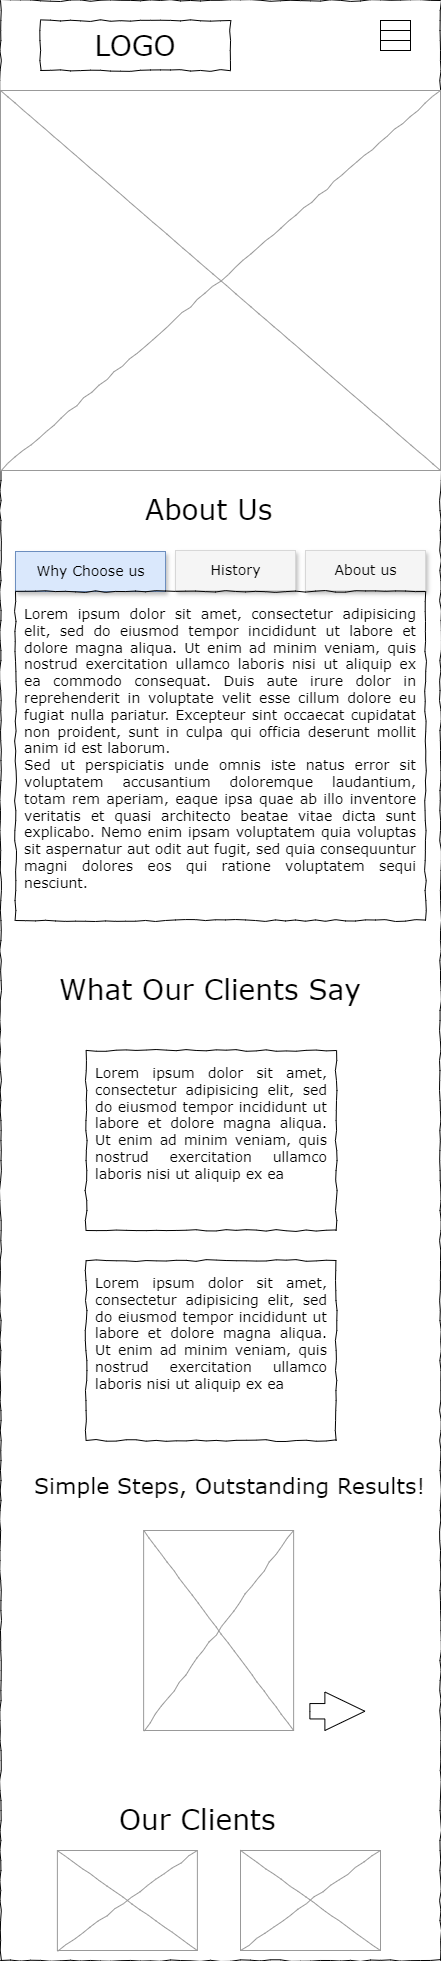 LOGO
About Us
Why Choose us
History
About us
Lorem ipsum dolor sit amet, consectetur adipisicing
elit, sed do eiusmod tempor incididunt ut labore et
dolore magna aliqua. Ut enim ad minim veniam, quis
nostrud exercitation ullamco laboris nisi ut aliquip ex
ea commodo consequat. Duis aute irure dolor in
reprehenderit in voluptate velit esse cillum dolore eu
fugiat nulla pariatur. Excepteur sint occaecat cupidatat
non proident, sunt in culpa qui officia deserunt mollit
anim id est laborum.
Sed ut perspiciatis unde omnis iste natus error sit
voluptatem accusantium doloremque laudantium,
totam rem aperiam, eaque ipsa quae ab illo inventore
veritatis et quasi architecto beatae vitae dicta sunt
explicabo. Nemo enim ipsam voluptatem quia voluptas
sit aspernatur aut odit aut fugit, sed quia consequuntur
magni dolores eos qui ratione voluptatem sequi
nesciunt.
What Our Clients Say
Lorem ipsum dolor sit amet,
consectetur adipisicing elit, sed
do eiusmod tempor incididunt ut
labore et dolore magna aliqua.
Ut enim ad minim veniam, quis
nostrud exercitation ullamco
laboris nisi ut aliquip ex ea
Lorem ipsum dolor sit amet,
consectetur adipisicing elit, sed
do eiusmod tempor incididunt ut
labore et dolore magna aliqua.
Ut enim ad minim veniam, quis
nostrud exercitation ullamco
laboris nisi ut aliquip ex ea
Simple Steps, Outstanding Results!
Our Clients